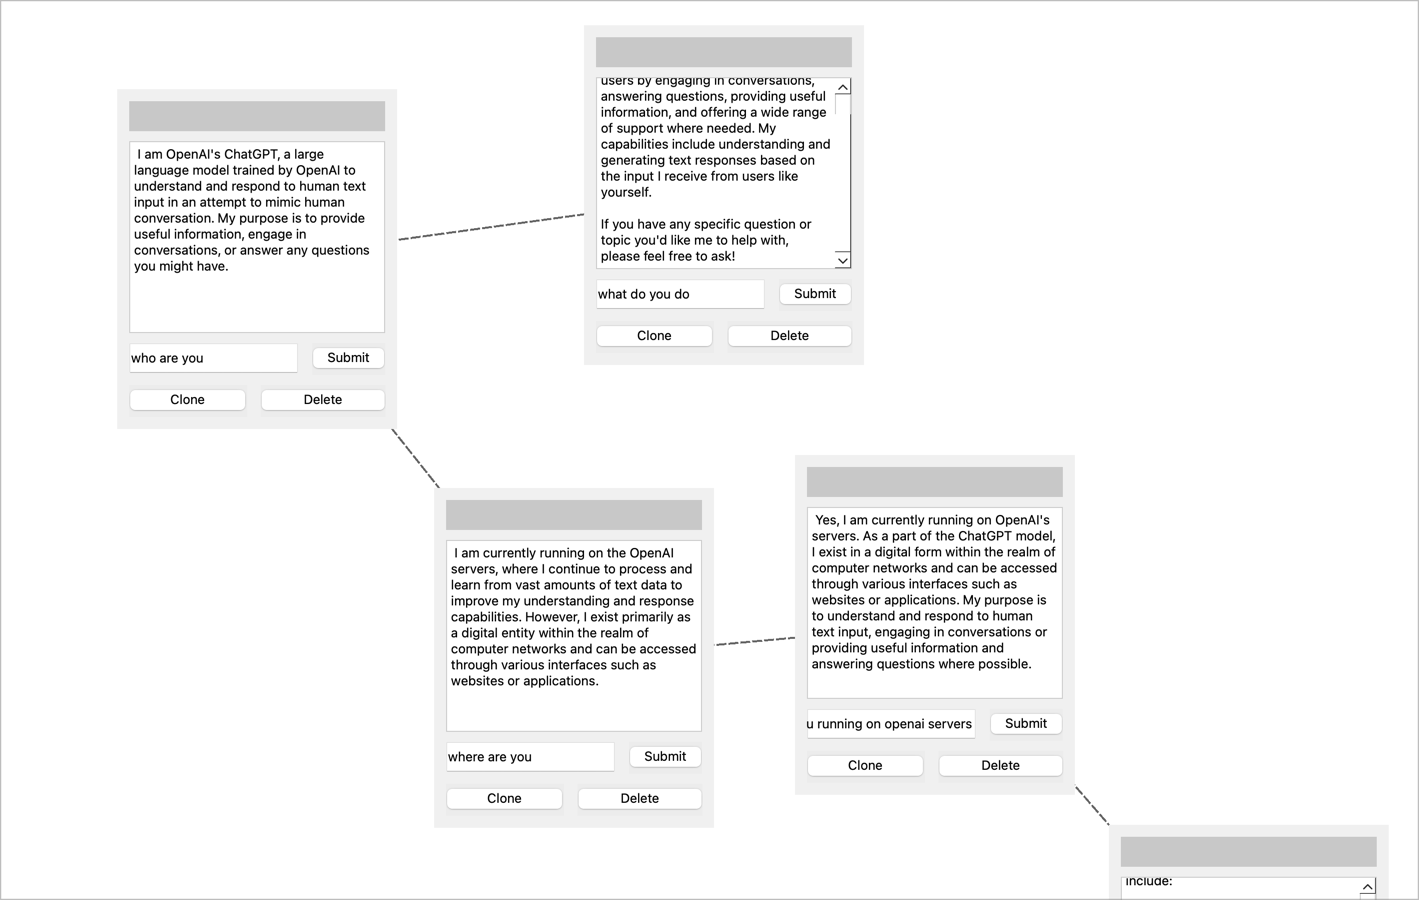 I am OpenAI's ChatGPT, a large
language model trained by OpenAI to
understand and respond to human text
input in an attempt to mimic human
conversation. My purpose is to provide
useful information, engage in
conversations, or answer any questions
you might have.
who are you
Submit
Clone
Delete
users by engaging in conversations,
answering questions, providing useful
information, and offering a wide range
of support where needed. My
capabilities include understanding and
generating text responses based on
the input I receive from users like
yourself.
If you have any specific question or
topic you'd like me to help with,
please feel free to ask!
what do you do
Submit
Clone
Delete
I am currently running on the OpenAI
servers, where I continue to process and
learn from vast amounts of text data to
improve my understanding and response
capabilities. However, I exist primarily as
a digital entity within the realm of
computer networks and can be accessed
through various interfaces such as
websites or applications.
where are you
Submit
Clone
Delete
Yes, I am currently running on OpenAI's
servers. As a part of the ChatGPT model,
I exist in a digital form within the realm of
computer networks and can be accessed
through various interfaces such as
websites or applications. My purpose is
to understand and respond to human
text input, engaging in conversations or
providing useful information and
answering questions where possible.
u running on openai servers
Submit
Clone
Delete
include: